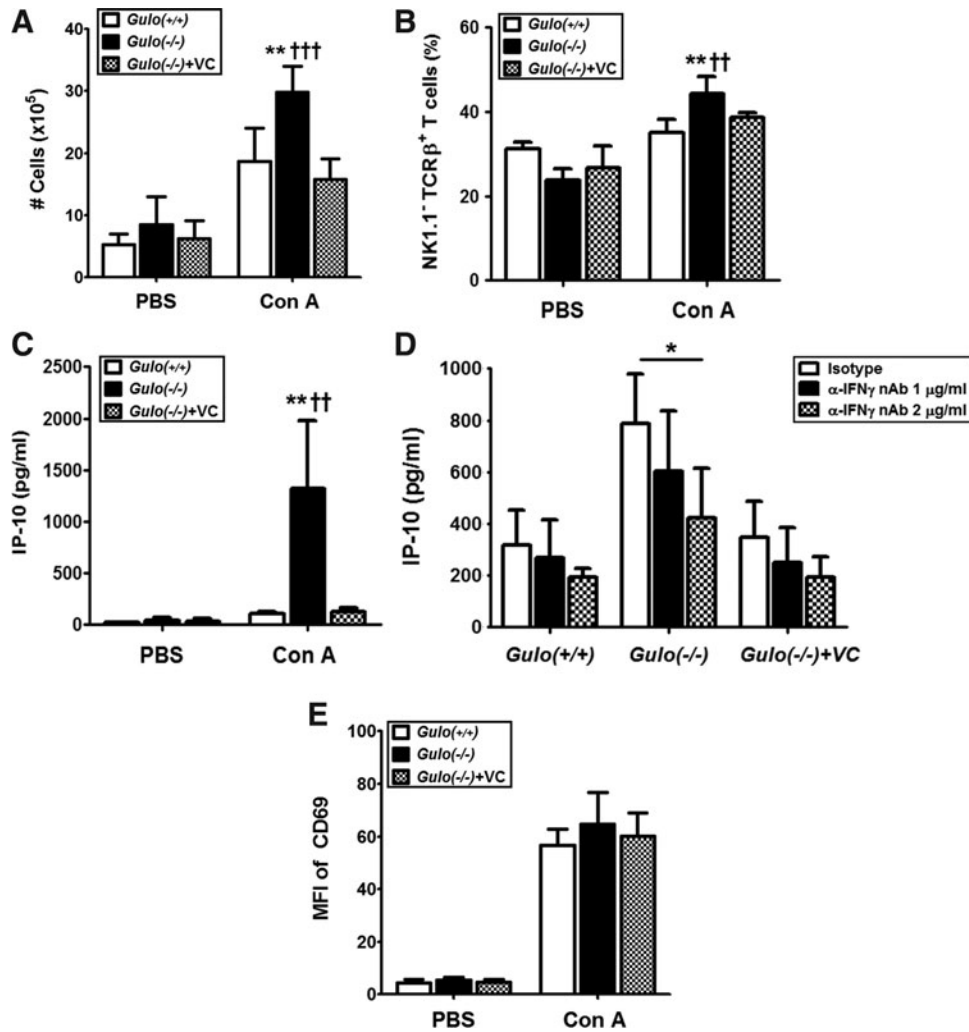 A
Gulo(+/+)
Gulo(-/-)
Gulo(-/-)+VC
** †††
# Cells (x10⁵)
40
30
20
10
0
PBS
Con A
B
Gulo(+/+)
Gulo(-/-)
Gulo(-/-)+VC
** ††
NK1.1⁻ TCRβ⁺ T cells (%)
60
40
20
0
PBS
Con A
C
Gulo(+/+)
Gulo(-/-)
Gulo(-/-)+VC
** ††
IP-10 (pg/ml)
2500
2000
1500
1000
500
0
PBS
Con A
D
Isotype
α-IFNγ nAb 1 μg/ml
α-IFNγ nAb 2 μg/ml
*
IP-10 (pg/ml)
1000
800
600
400
200
0
Gulo(+/+)
Gulo(-/-)
Gulo(-/-)+VC
E
Gulo(+/+)
Gulo(-/-)
Gulo(-/-)+VC
MFI of CD69
100
80
60
40
20
0
PBS
Con A